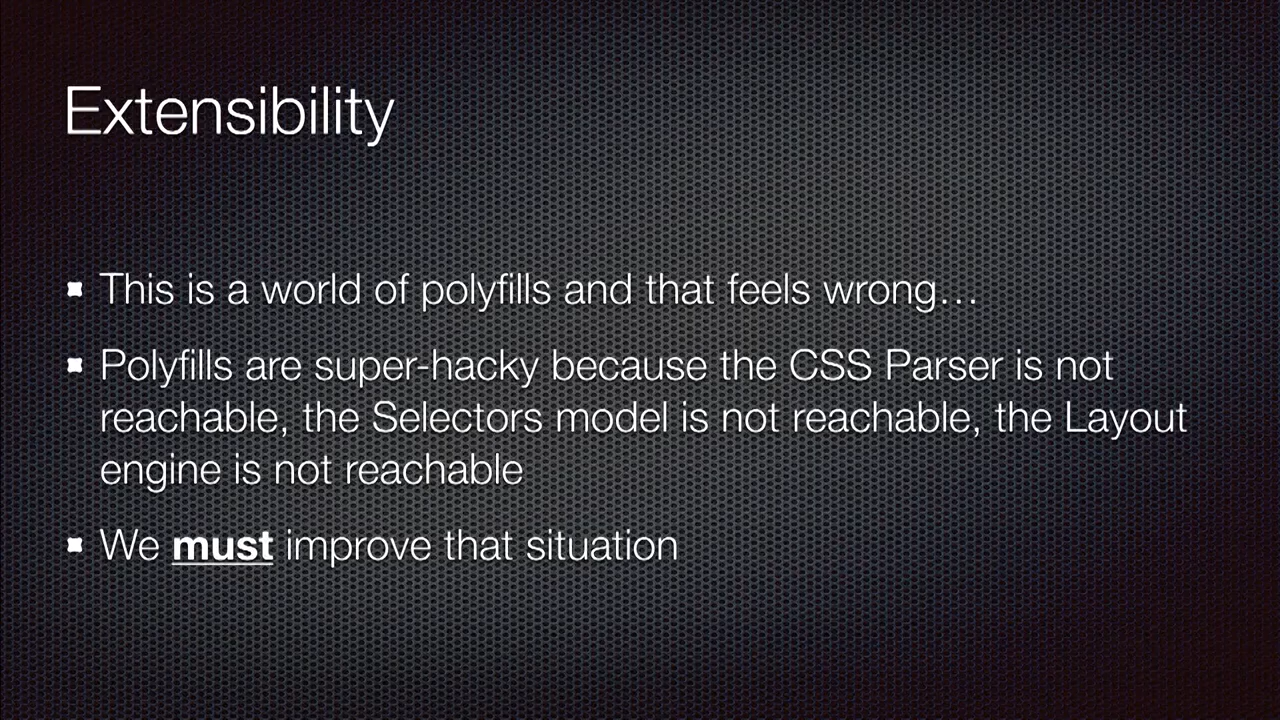 Extensibility
This is a world of polyfills and that feels wrong…
Polyfills are super-hacky because the CSS Parser is not
reachable, the Selectors model is not reachable, the Layout
engine is not reachable
We must improve that situation